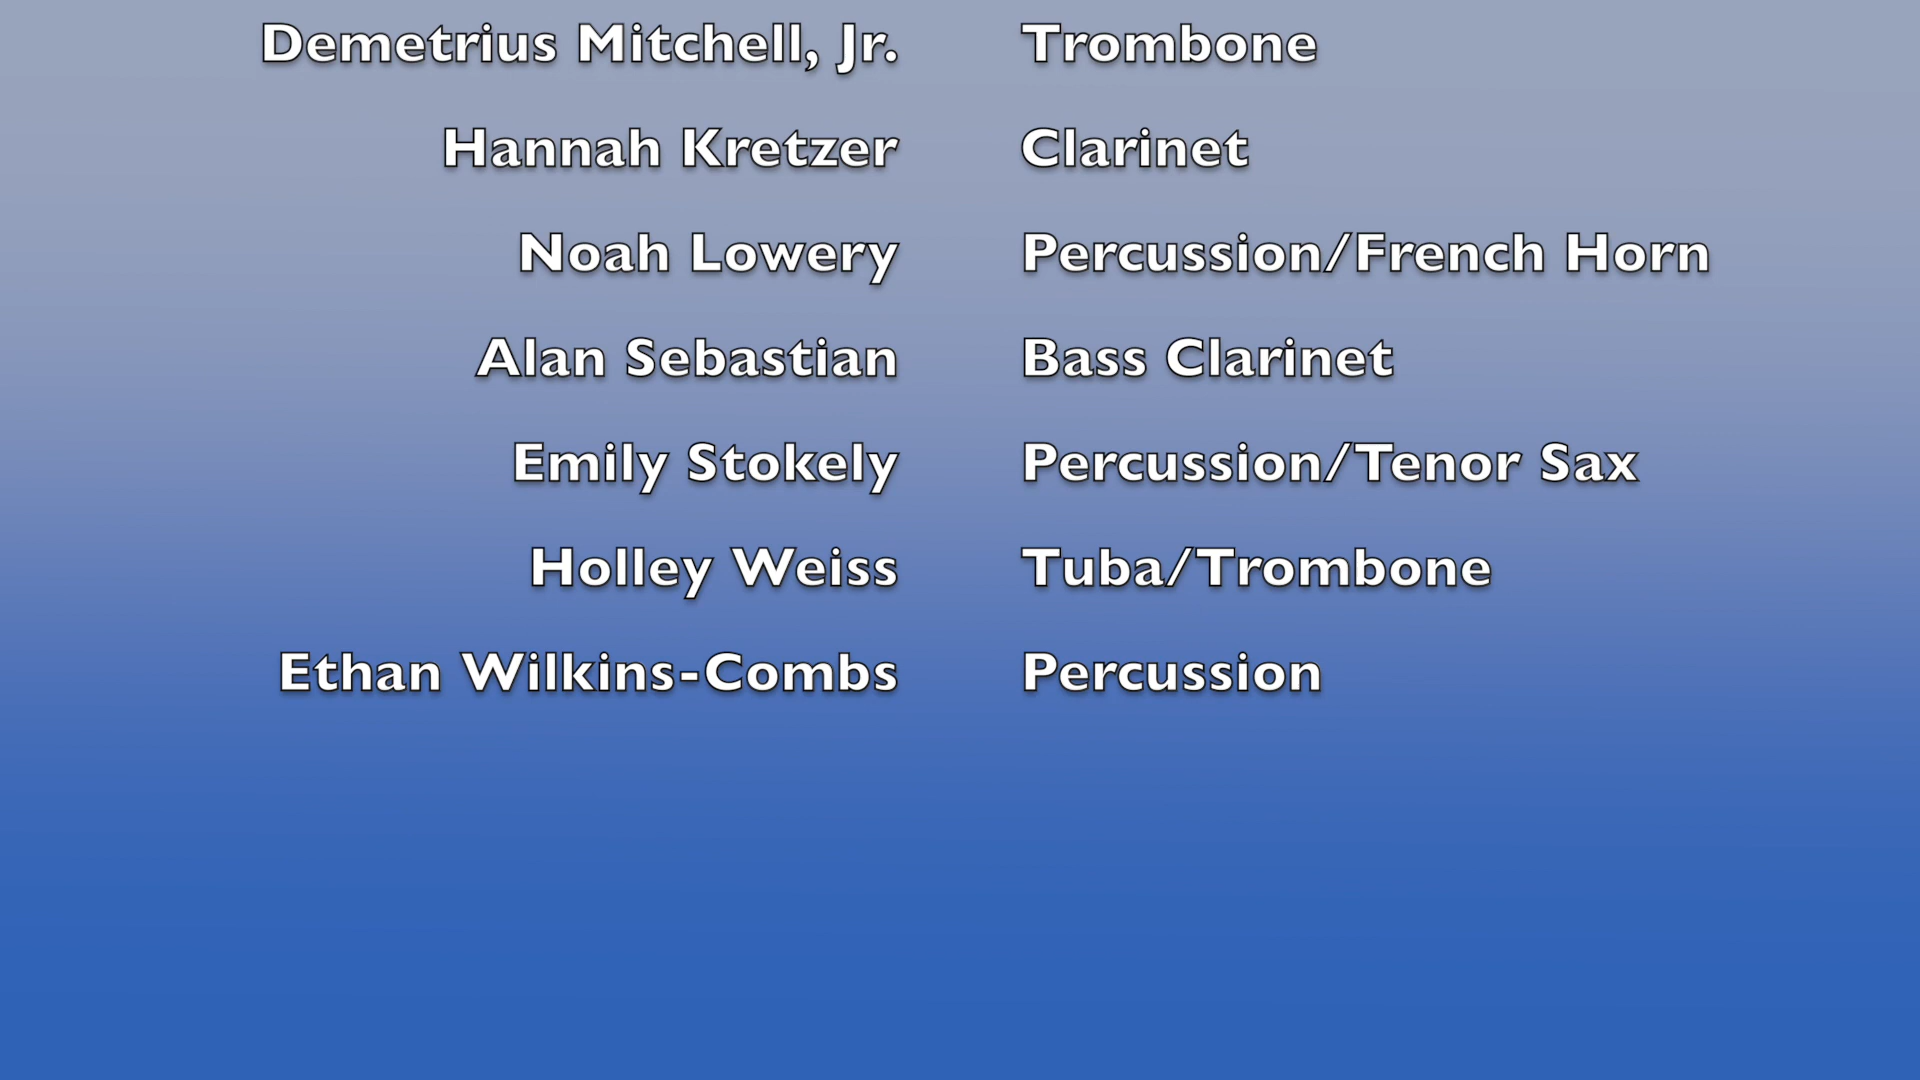 Demetrius Mitchell, Jr. Trombone
Hannah Kretzer Clarinet
Noah Lowery Percussion/French Horn
Alan Sebastian Bass Clarinet
Emily Stokely Percussion/Tenor Sax
Holley Weiss Tuba/Trombone
Ethan Wilkins-Combs Percussion